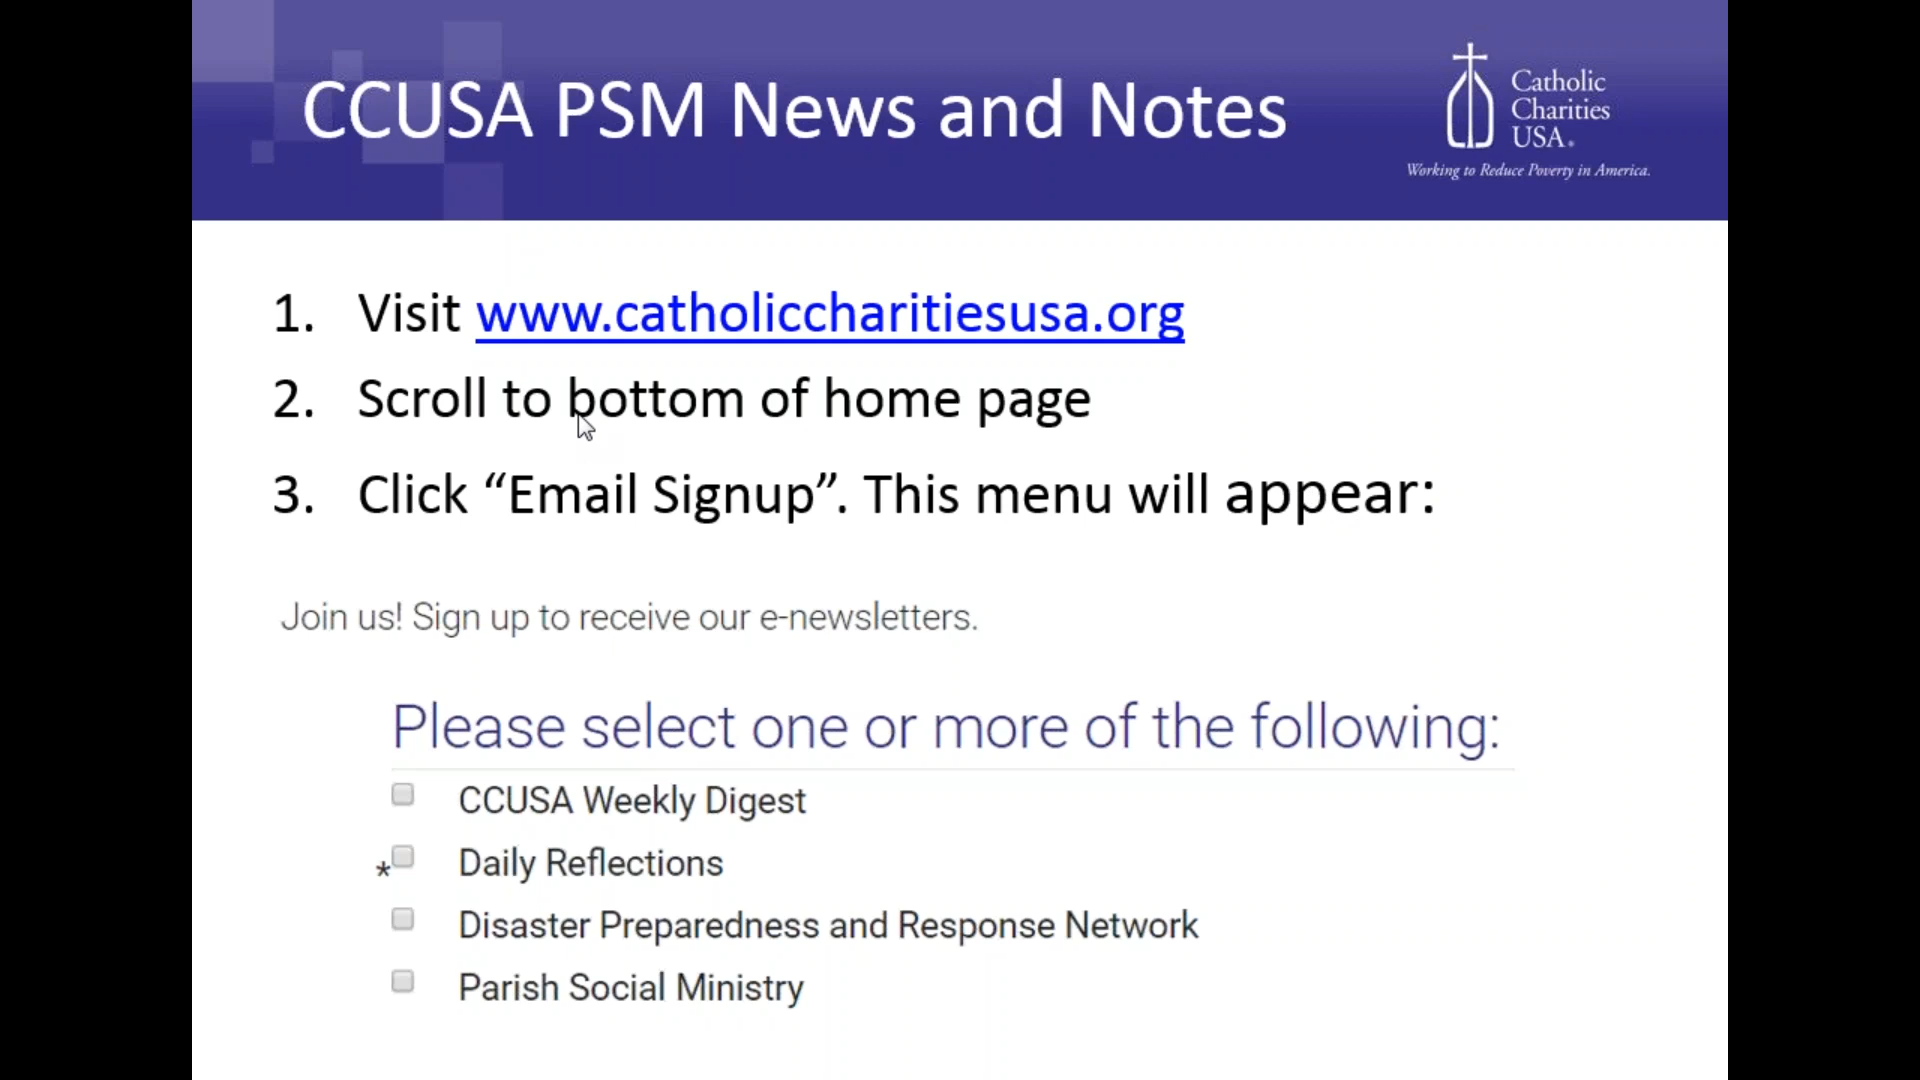 CCUSA PSM News and Notes
Catholic
Charities
USA®
Working to Reduce Poverty in America.
1. Visit www.catholiccharitiesusa.org
2. Scroll to bottom of home page
3. Click “Email Signup”. This menu will appear:
Join us! Sign up to receive our e-newsletters.
Please select one or more of the following:
CCUSA Weekly Digest
* Daily Reflections
Disaster Preparedness and Response Network
Parish Social Ministry